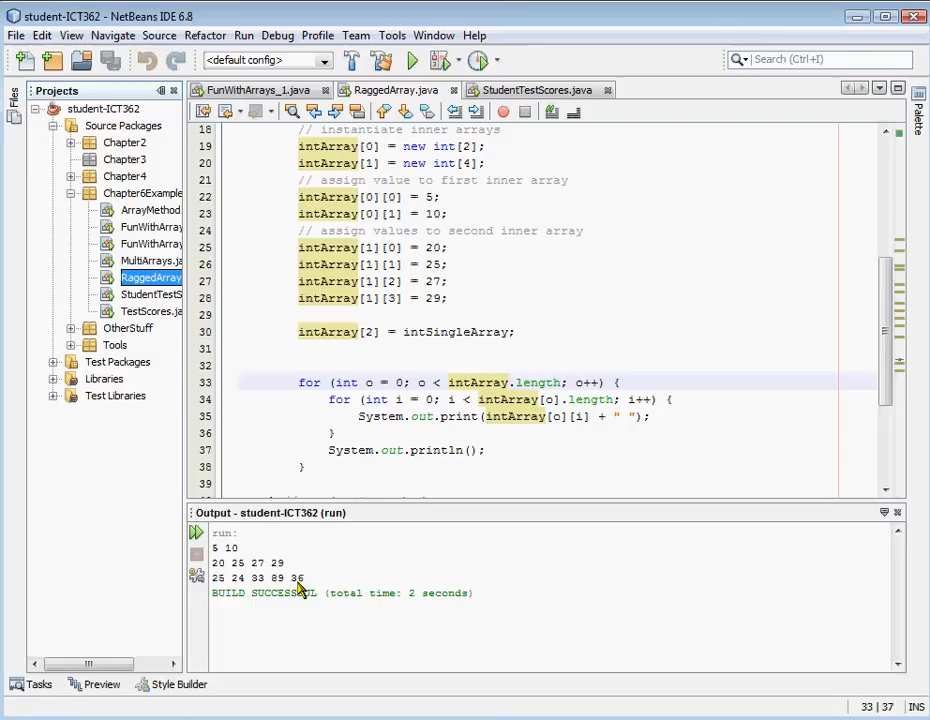 student-ICT362 - NetBeans IDE 6.8
File Edit View Navigate Source Refactor Run Debug Profile Team Tools Window Help
<default config>
Search (Ctrl+I)
Files
Projects
FunWithArrays_1.java
RaggedArray.java
StudentTestScores.java
Palette
student-ICT362
Source Packages
Chapter2
Chapter3
Chapter4
Chapter6Example
ArrayMethod
FunWithArray
FunWithArray
MultiArrays.ja
RaggedArray
StudentTestS
TestScores.ja
OtherStuff
Tools
Test Packages
Libraries
Test Libraries
18 // instantiate inner arrays
19 intArray[0] = new int[2];
20 intArray[1] = new int[4];
21 // assign value to first inner array
22 intArray[0][0] = 5;
23 intArray[0][1] = 10;
24 // assign values to second inner array
25 intArray[1][0] = 20;
26 intArray[1][1] = 25;
27 intArray[1][2] = 27;
28 intArray[1][3] = 29;
29
30 intArray[2] = intSingleArray;
31
32
33 for (int o = 0; o < intArray.length; o++) {
34 for (int i = 0; i < intArray[o].length; i++) {
35 System.out.print(intArray[o][i] + " ");
36 }
37 System.out.println();
38 }
39
Output - student-ICT362 (run)
run:
5 10
20 25 27 29
25 24 33 89 36
BUILD SUCCESSFUL (total time: 2 seconds)
Tasks Preview Style Builder
33 | 37 INS